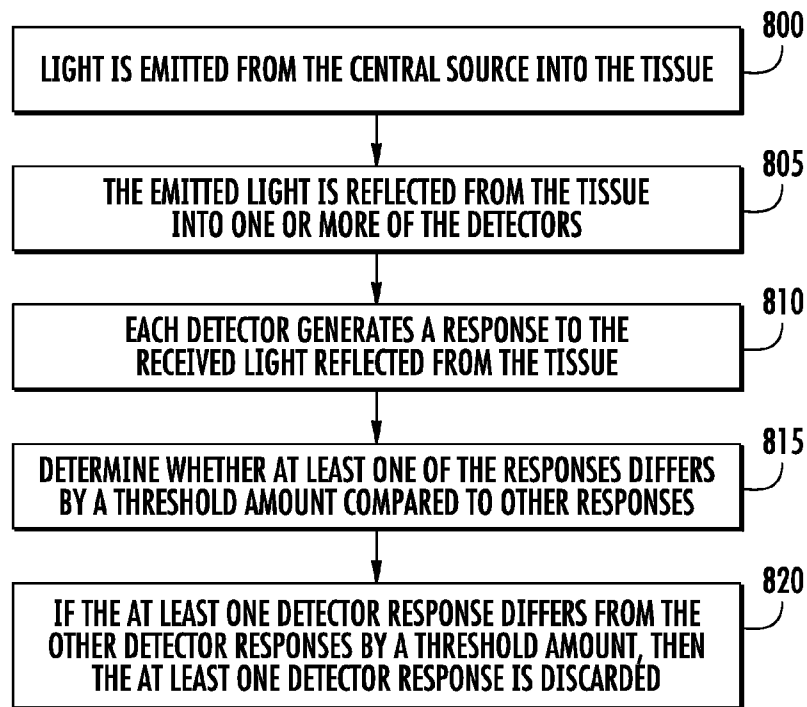 800
LIGHT IS EMITTED FROM THE CENTRAL SOURCE INTO THE TISSUE
805
THE EMITTED LIGHT IS REFLECTED FROM THE TISSUE
INTO ONE OR MORE OF THE DETECTORS
810
EACH DETECTOR GENERATES A RESPONSE TO THE
RECEIVED LIGHT REFLECTED FROM THE TISSUE
815
DETERMINE WHETHER AT LEAST ONE OF THE RESPONSES DIFFERS
BY A THRESHOLD AMOUNT COMPARED TO OTHER RESPONSES
820
IF THE AT LEAST ONE DETECTOR RESPONSE DIFFERS FROM THE
OTHER DETECTOR RESPONSES BY A THRESHOLD AMOUNT, THEN
THE AT LEAST ONE DETECTOR RESPONSE IS DISCARDED